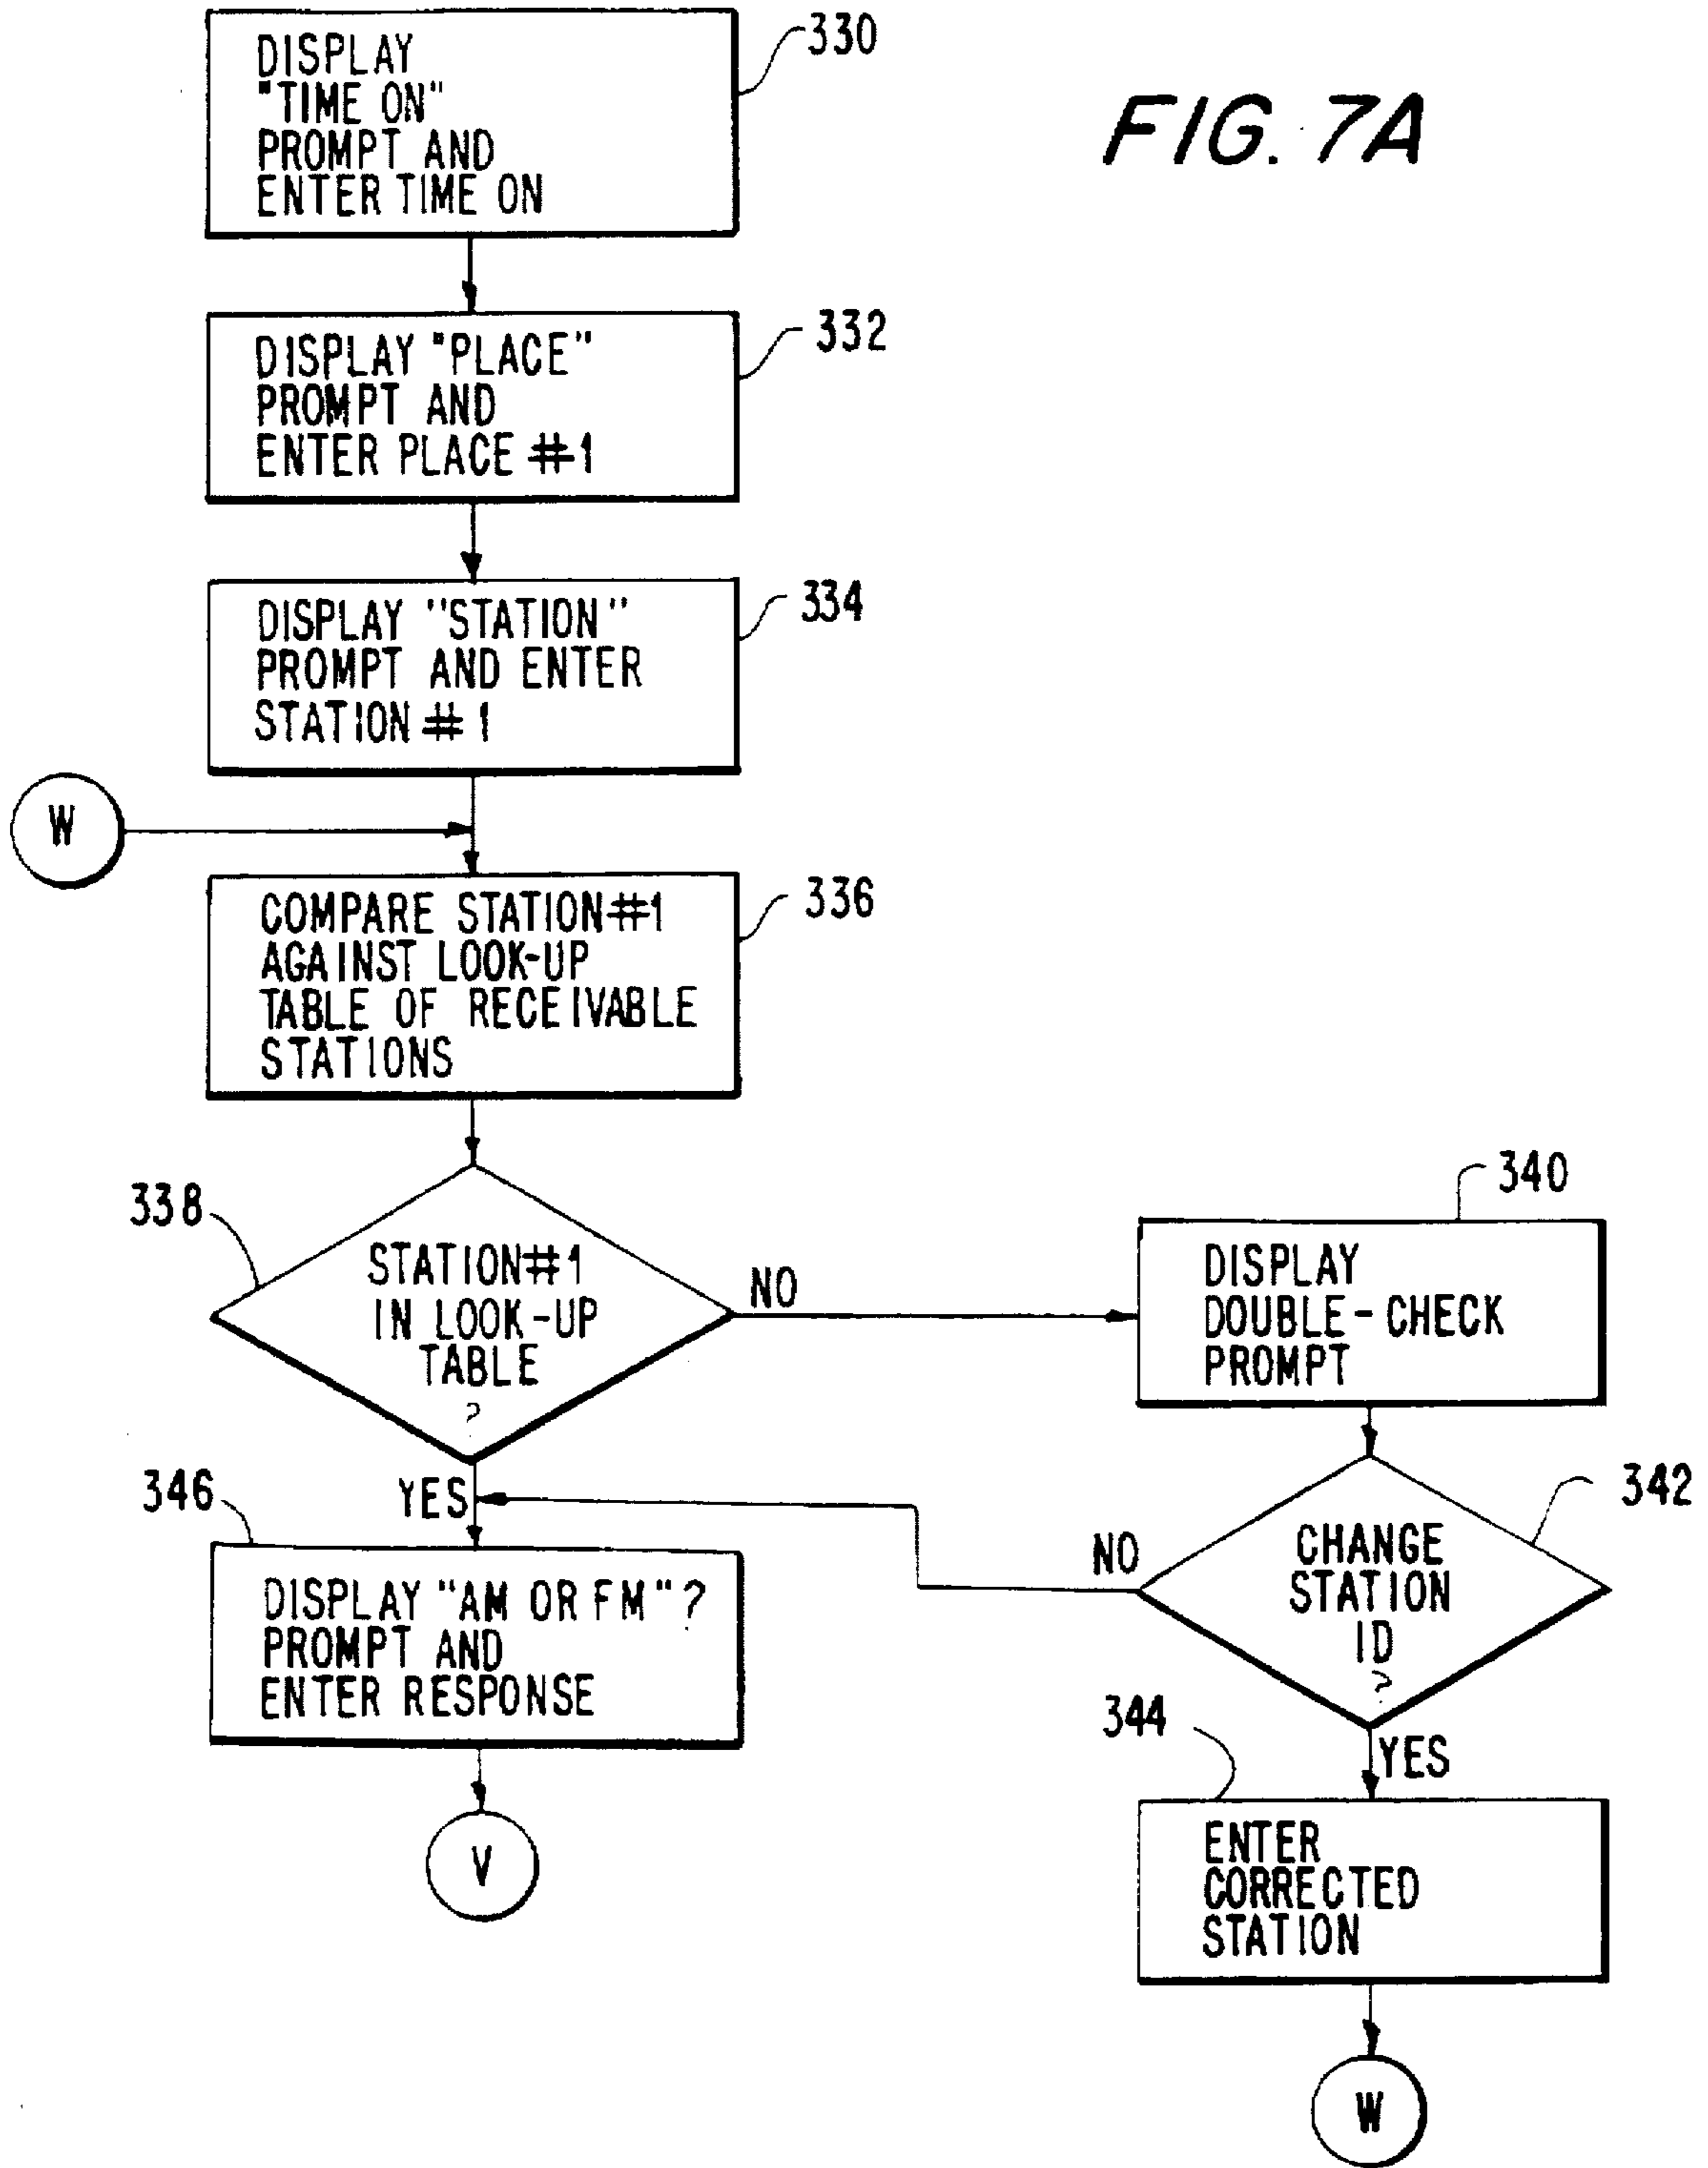 FIG. 7A
330
DISPLAY
"TIME ON"
PROMPT AND
ENTER TIME ON
332
DISPLAY "PLACE"
PROMPT AND
ENTER PLACE #1
334
DISPLAY "STATION"
PROMPT AND ENTER
STATION #1
W
336
COMPARE STATION#1
AGAINST LOOK-UP
TABLE OF RECEIVABLE
STATIONS
338
STATION#1
IN LOOK-UP
TABLE
?
NO
340
DISPLAY
DOUBLE-CHECK
PROMPT
342
CHANGE
STATION
ID
?
NO
YES
346
DISPLAY "AM OR FM"?
PROMPT AND
ENTER RESPONSE
V
YES
344
ENTER
CORRECTED
STATION
W